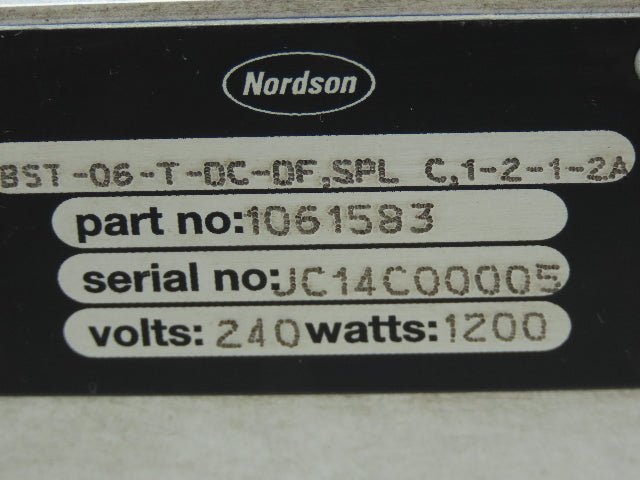 Nordson
BST-06-T-DC-DF,SPL C,1-2-1-2A
part no:1061583
serial no:JC14C00005
volts: 240 watts:1200